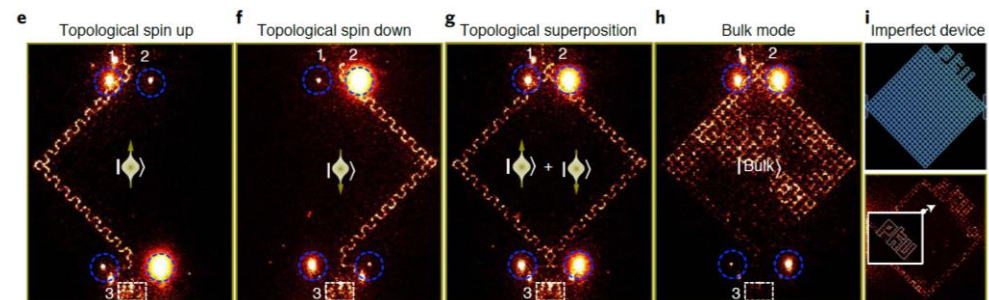 e Topological spin up
f Topological spin down
g Topological superposition
h Bulk mode
i Imperfect device
1 2
1 2
1 2
1 2
| ⟩
| ⟩
| ⟩ + | ⟩
|Bulk⟩
3
3
3
3